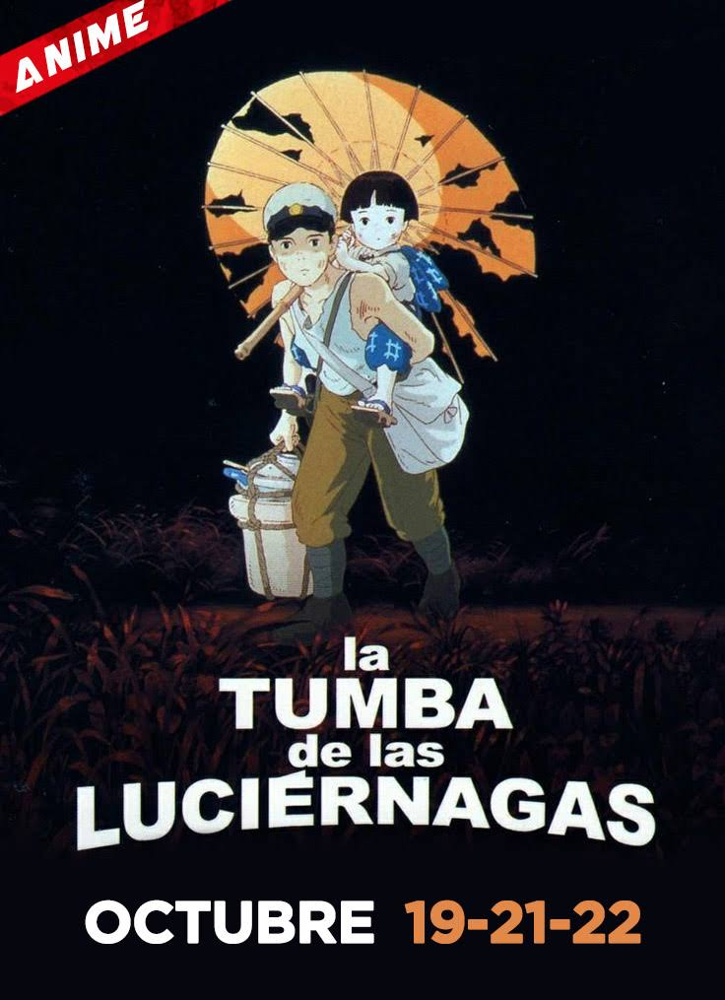 ANIME
la
TUMBA
de las
LUCIÉRNAGAS
OCTUBRE 19-21-22